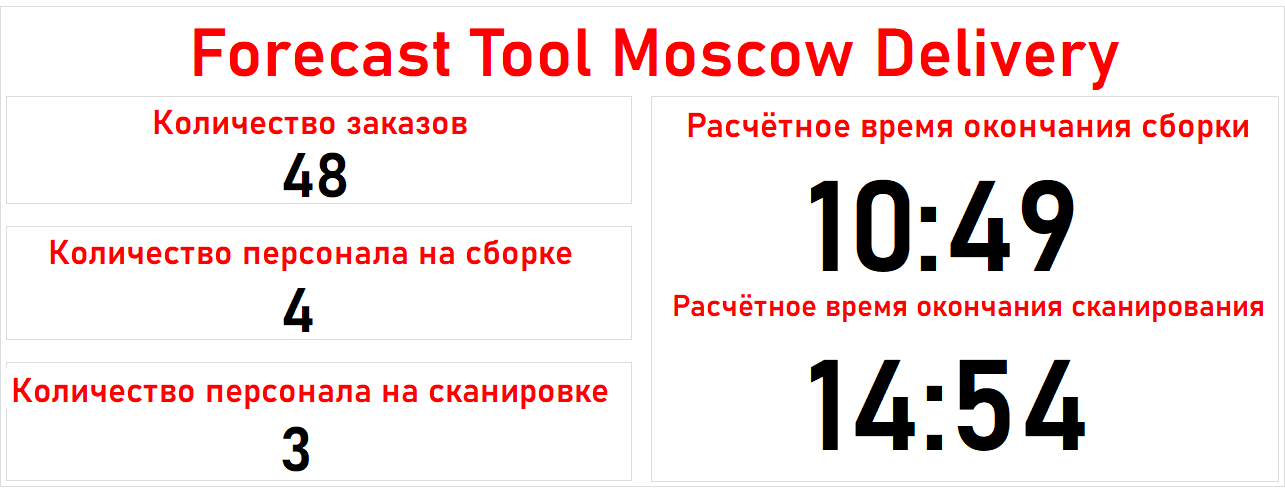 Forecast Tool Moscow Delivery
Количество заказов
48
Количество персонала на сборке
4
Количество персонала на сканировке
3
Расчётное время окончания сборки
10:49
Расчётное время окончания сканирования
14:54